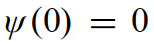 ψ(0) = 0